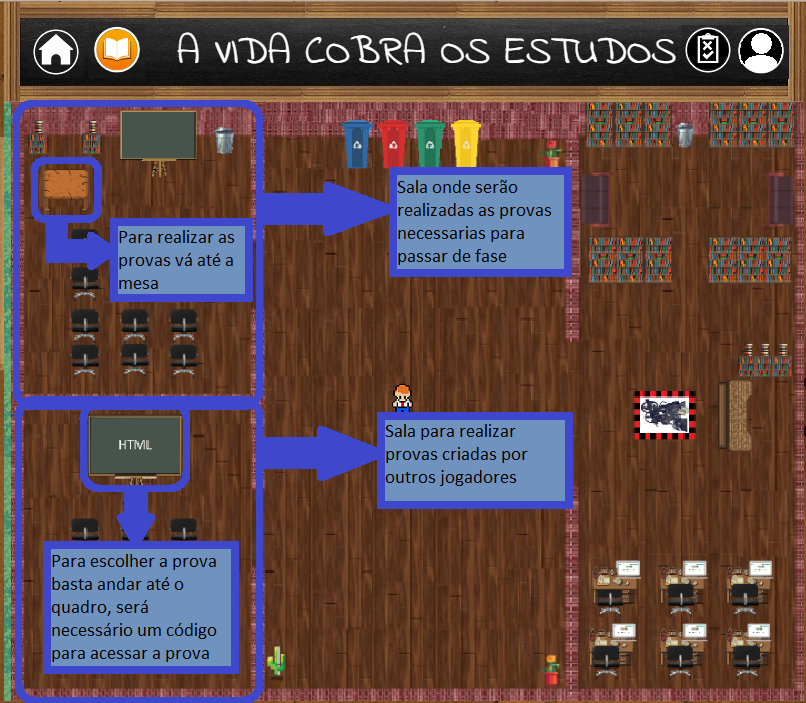 A VIDA COBRA OS ESTUDOS
Sala onde serão
realizadas as provas
necessarias para
passar de fase
Para realizar as
provas vá até a
mesa
Sala para realizar
provas criadas por
outros jogadores
HTML
Para escolher a prova
basta andar até o
quadro, será
necessário um código
para acessar a prova